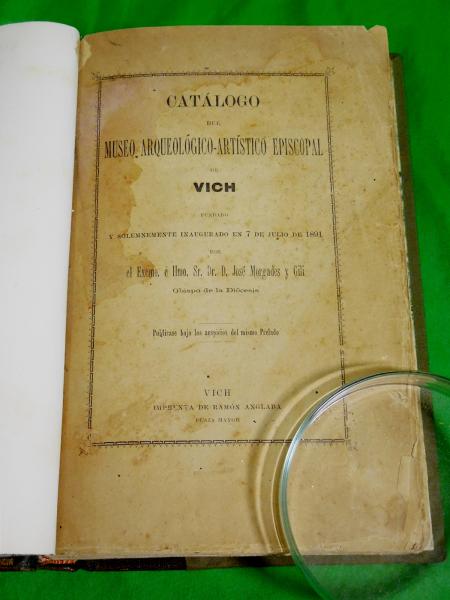 CATÁLOGO
DEL
MUSEO ARQUEOLÓGICO-ARTÍSTICO EPISCOPAL
DE
VICH
FUNDADO
Y SOLEMNEMENTE INAUGURADO EN 7 DE JULIO DE 1891
POR
el Excmo. é Ilmo. Sr. Dr. D. José Morgades y Gili
Obispo de la Diócesis
Publícase bajo los auspicios del mismo Prelado
VICH
IMPRENTA DE RAMÓN ANGLADA
PLAZA MAYOR